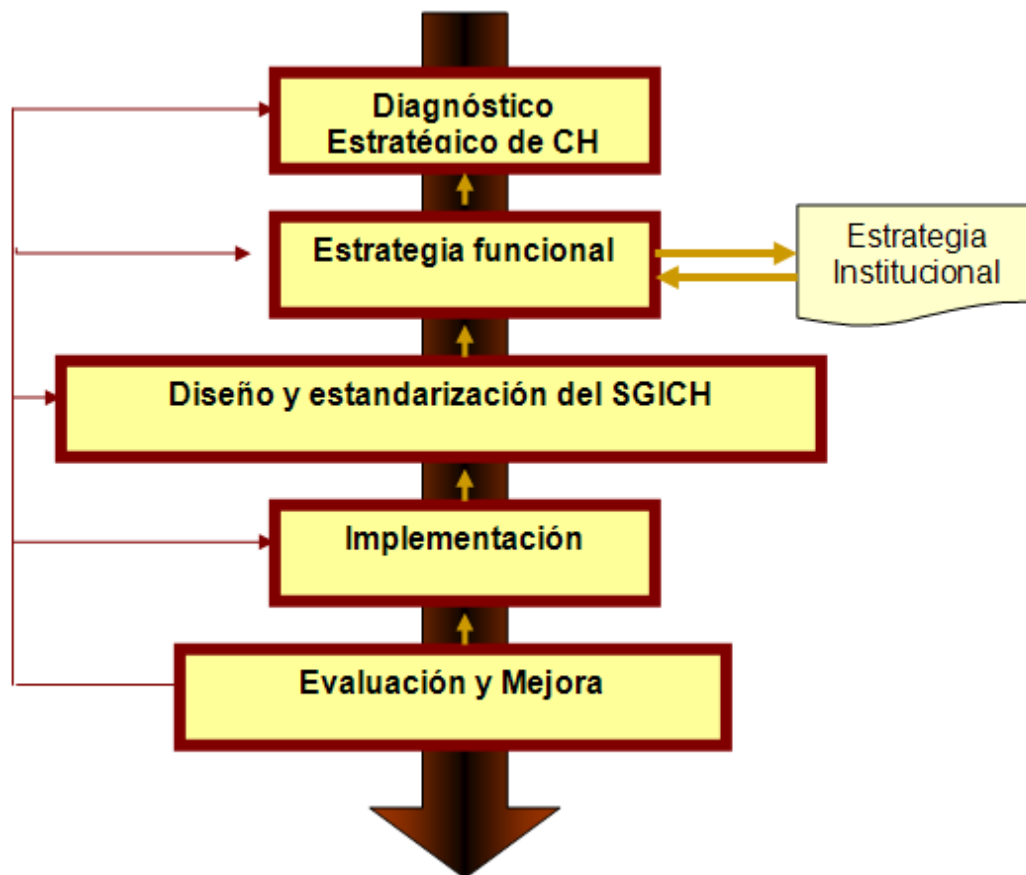 Diagnóstico
Estratégico de CH
Estrategia funcional
Estrategia
Institucional
Diseño y estandarización del SGICH
Implementación
Evaluación y Mejora